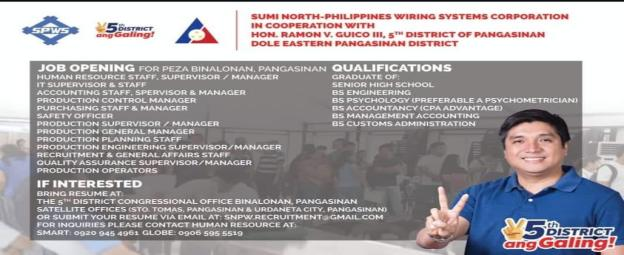 SPWS
5th DISTRICT
ang Galing!
SUMI NORTH-PHILIPPINES WIRING SYSTEMS CORPORATION
IN COOPERATION WITH
HON. RAMON V. GUICO III, 5TH DISTRICT OF PANGASINAN
DOLE EASTERN PANGASINAN DISTRICT
JOB OPENING FOR PEZA BINALONAN, PANGASINAN
HUMAN RESOURCE STAFF, SUPERVISOR / MANAGER
IT SUPERVISOR & STAFF
ACCOUNTING STAFF, SPERVISOR & MANAGER
PRODUCTION CONTROL MANAGER
PURCHASING STAFF & MANAGER
SAFETY OFFICER
PRODUCTION SUPERVISOR / MANAGER
PRODUCTION GENERAL MANAGER
PRODUCTION PLANNING STAFF
PRODUCTION ENGINEERING SUPERVISOR/MANAGER
RECRUITMENT & GENERAL AFFAIRS STAFF
QUALITY ASSURANCE SUPERVISOR/MANAGER
PRODUCTION OPERATORS
QUALIFICATIONS
GRADUATE OF:
SENIOR HIGH SCHOOL
BS ENGINEERING
BS PSYCHOLOGY (PREFERABLE A PSYCHOMETRICIAN)
BS ACCOUNTANCY (CPA ADVANTAGE)
BS MANAGEMENT ACCOUNTING
BS CUSTOMS ADMINISTRATION
IF INTERESTED
BRING RESUME AT:
THE 5TH DISTRICT CONGRESSIONAL OFFICE BINALONAN, PANGASINAN
SATELLITE OFFICES (STO. TOMAS, PANGASINAN & URDANETA CITY, PANGASINAN)
OR SUBMIT YOUR RESUME VIA EMAIL AT: SNPW.RECRUITMENT@GMAIL.COM
FOR INQUIRIES PLEASE CONTACT HUMAN RESOURCE AT:
SMART: 0920 945 4961 GLOBE: 0906 595 5519
5th DISTRICT
ang Galing!